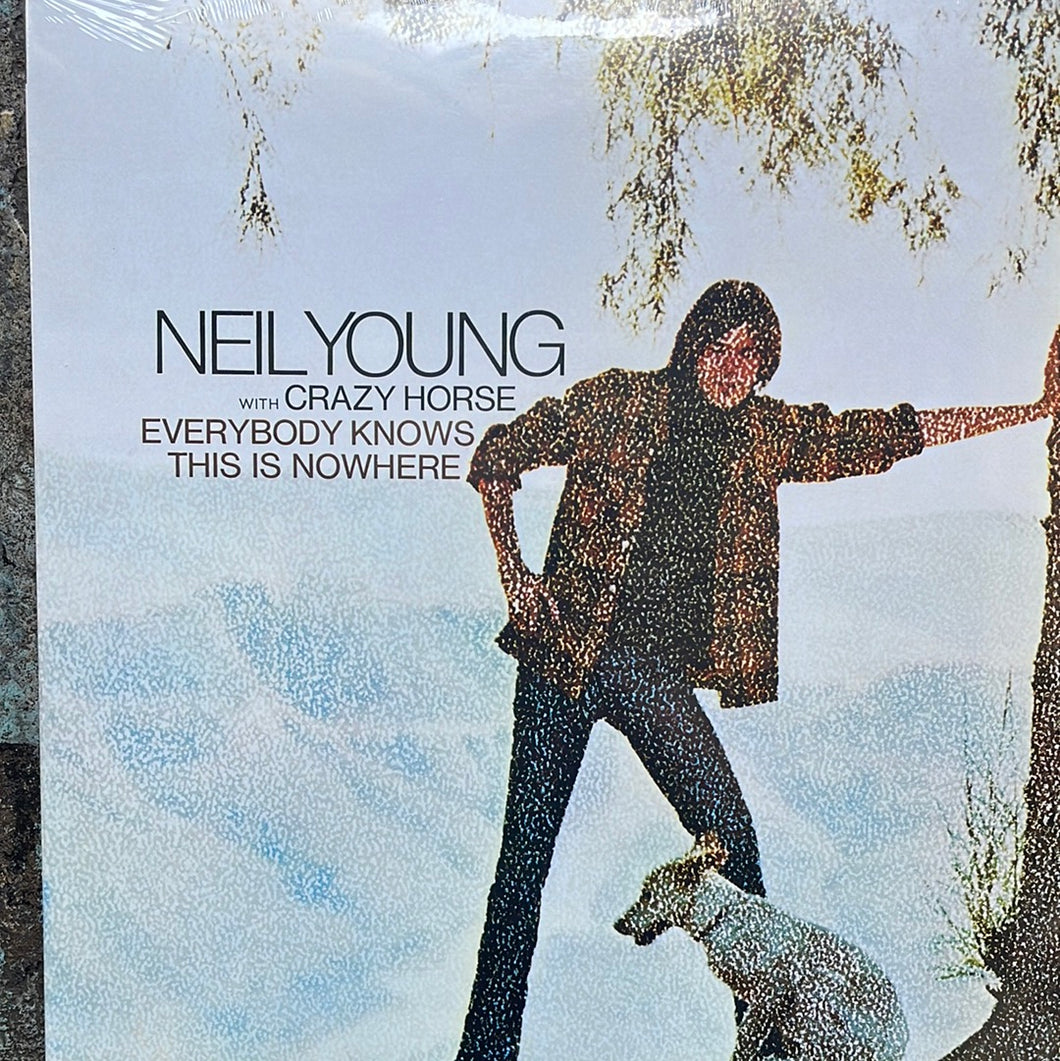 NEIL YOUNG
WITH CRAZY HORSE
EVERYBODY KNOWS
THIS IS NOWHERE